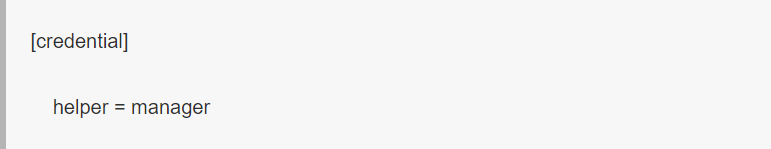 [credential]
helper = manager